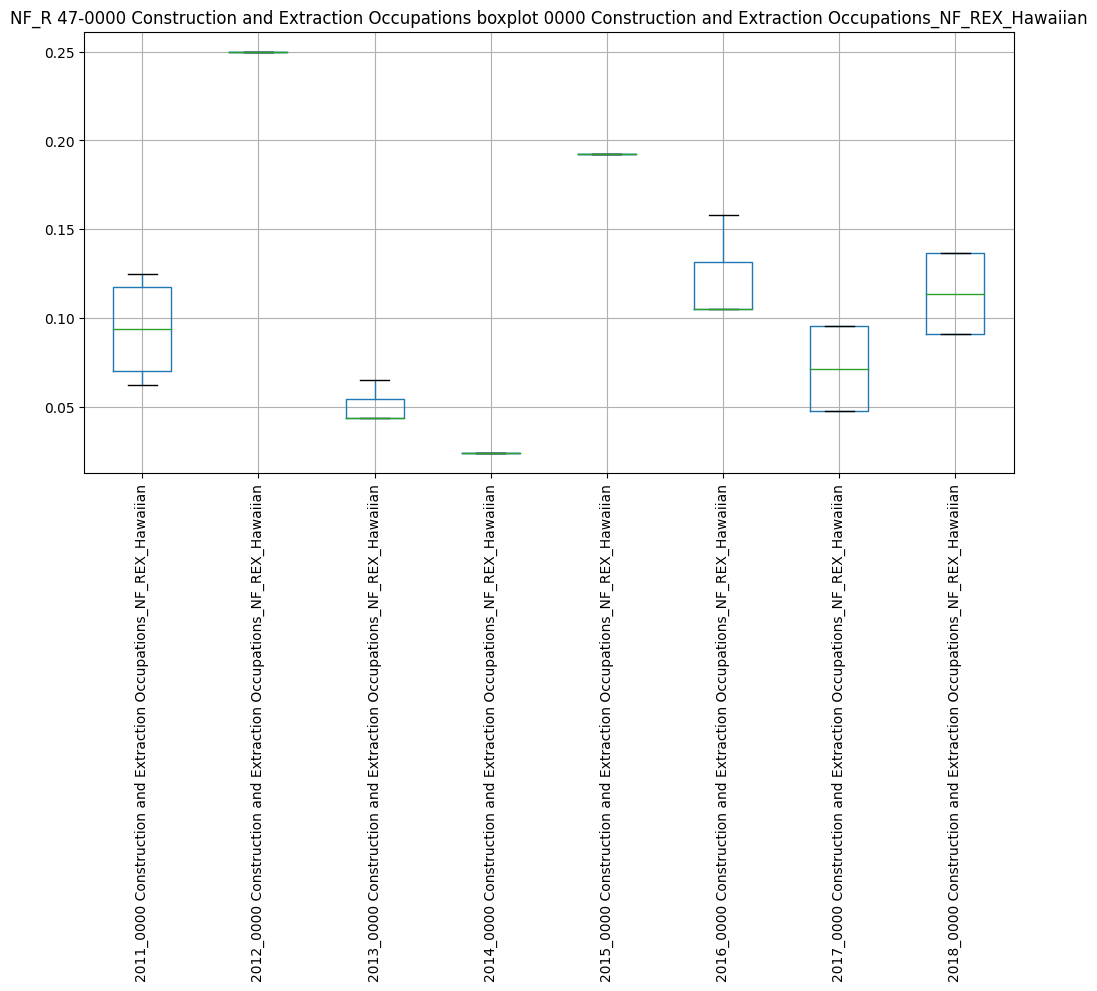 NF_R 47-0000 Construction and Extraction Occupations boxplot 0000 Construction and Extraction Occupations_NF_REX_Hawaiian
0.25
0.20
0.15
0.10
0.05
2011_0000 Construction and Extraction Occupations_NF_REX_Hawaiian
2012_0000 Construction and Extraction Occupations_NF_REX_Hawaiian
2013_0000 Construction and Extraction Occupations_NF_REX_Hawaiian
2014_0000 Construction and Extraction Occupations_NF_REX_Hawaiian
2015_0000 Construction and Extraction Occupations_NF_REX_Hawaiian
2016_0000 Construction and Extraction Occupations_NF_REX_Hawaiian
2017_0000 Construction and Extraction Occupations_NF_REX_Hawaiian
2018_0000 Construction and Extraction Occupations_NF_REX_Hawaiian